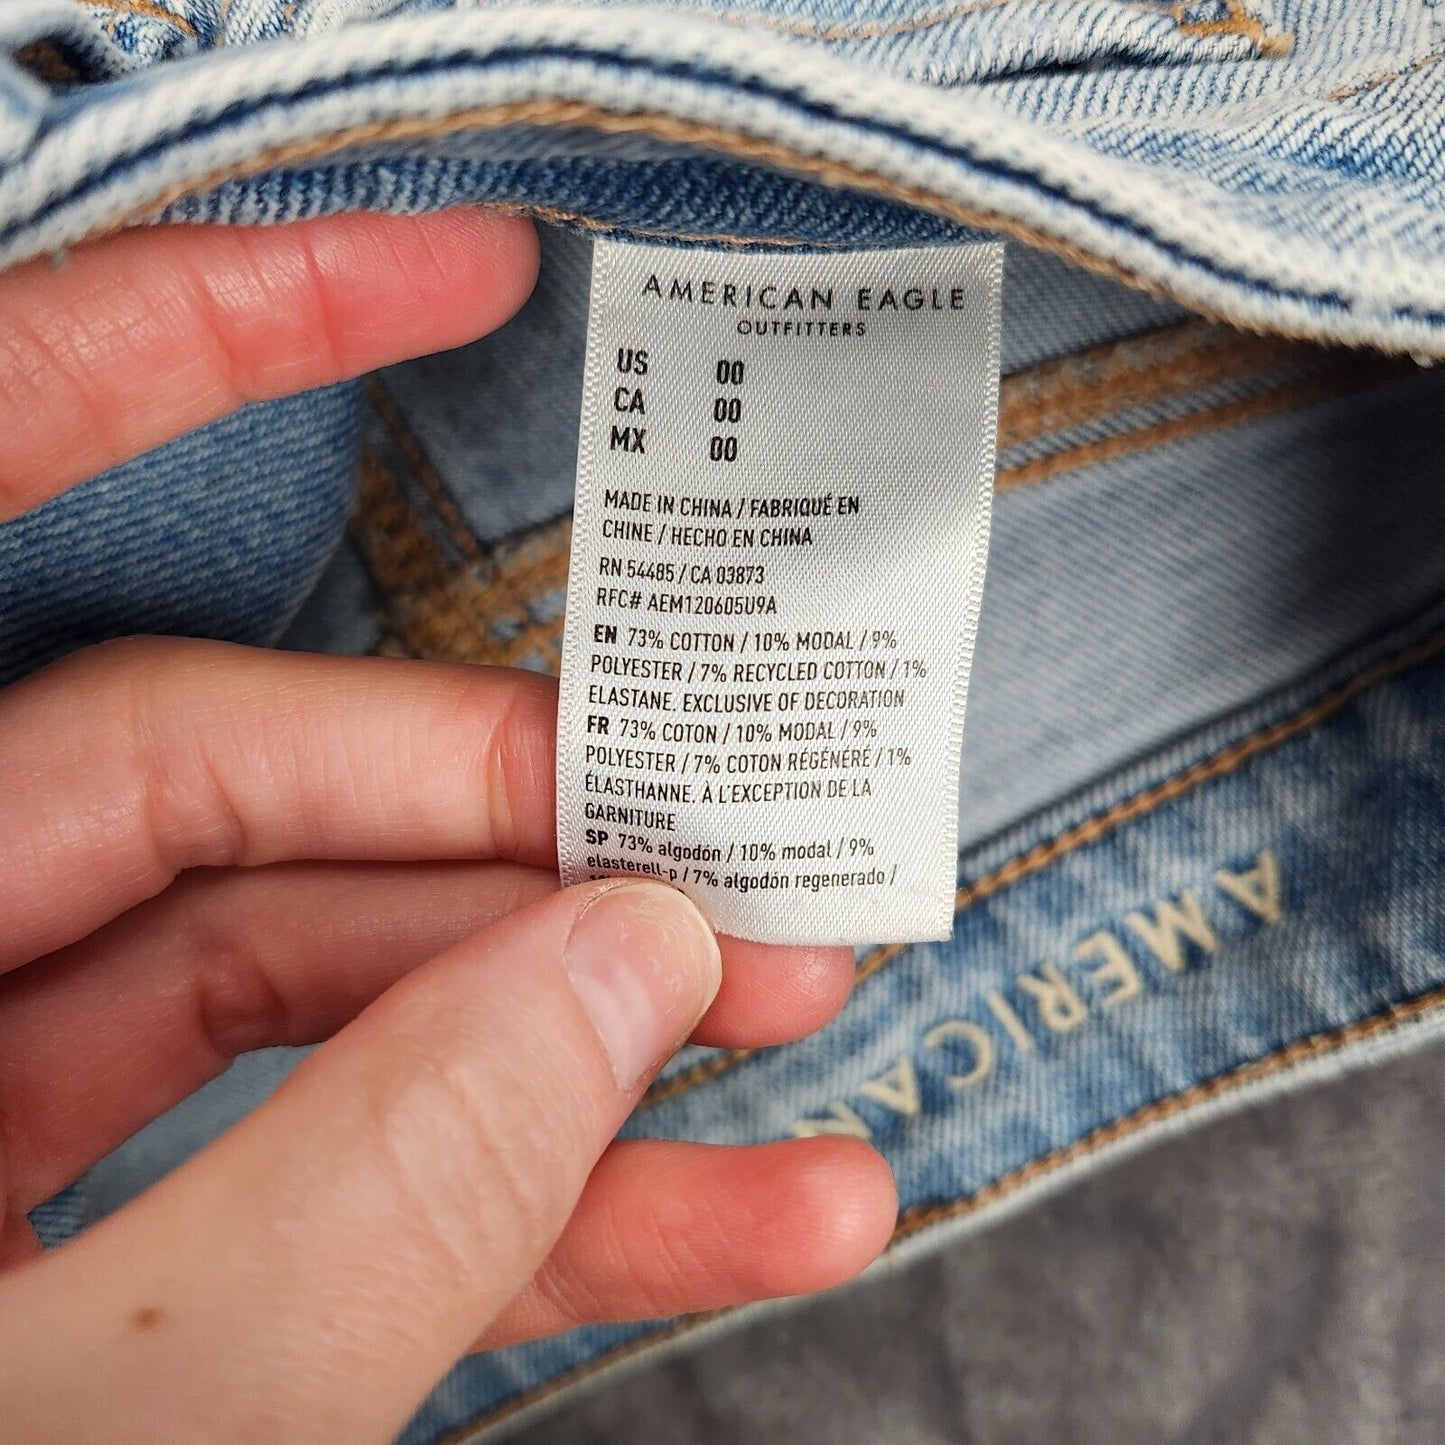 AMERICAN EAGLE
OUTFITTERS
US 00
CA 00
MX 00
MADE IN CHINA / FABRIQUÉ EN
CHINE / HECHO EN CHINA
RN 54485 / CA 03873
RFC# AEM120605U9A
EN 73% COTTON / 10% MODAL / 9%
POLYESTER / 7% RECYCLED COTTON / 1%
ELASTANE. EXCLUSIVE OF DECORATION
FR 73% COTON / 10% MODAL / 9%
POLYESTER / 7% COTON RÉGÉNÉRÉ / 1%
ÉLASTHANNE. À L'EXCEPTION DE LA
GARNITURE
SP 73% algodón / 10% modal / 9%
elasterell-p / 7% algodón regenerado /
AMERICAN